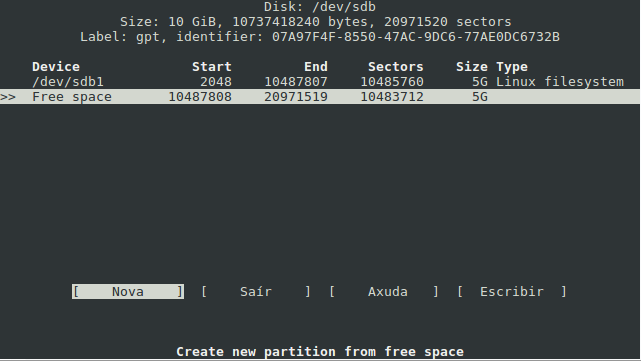 Disk: /dev/sdb
Size: 10 GiB, 10737418240 bytes, 20971520 sectors
Label: gpt, identifier: 07A97F4F-8550-47AC-9DC6-77AE0DC6732B
Device Start End Sectors Size Type
/dev/sdb1 2048 10487807 10485760 5G Linux filesystem
>> Free space 10487808 20971519 10483712 5G
[ Nova ] [ Saír ] [ Axuda ] [ Escribir ]
Create new partition from free space